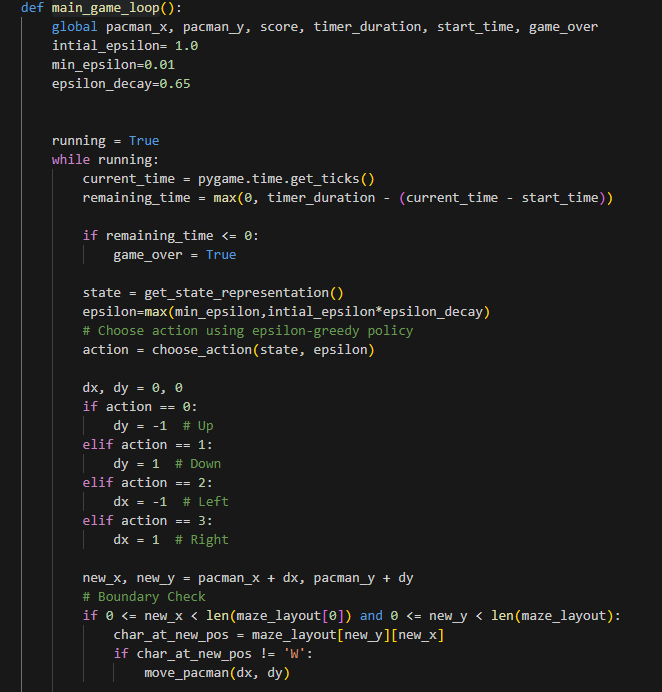 def main_game_loop():
    global pacman_x, pacman_y, score, timer_duration, start_time, game_over
    intial_epsilon= 1.0
    min_epsilon=0.01
    epsilon_decay=0.65
    running = True
    while running:
        current_time = pygame.time.get_ticks()
        remaining_time = max(0, timer_duration - (current_time - start_time))
        if remaining_time <= 0:
            game_over = True
        state = get_state_representation()
        epsilon=max(min_epsilon,intial_epsilon*epsilon_decay)
        # Choose action using epsilon-greedy policy
        action = choose_action(state, epsilon)
        dx, dy = 0, 0
        if action == 0:
            dy = -1  # Up
        elif action == 1:
            dy = 1  # Down
        elif action == 2:
            dx = -1  # Left
        elif action == 3:
            dx = 1  # Right
        new_x, new_y = pacman_x + dx, pacman_y + dy
        # Boundary Check
        if 0 <= new_x < len(maze_layout[0]) and 0 <= new_y < len(maze_layout):
            char_at_new_pos = maze_layout[new_y][new_x]
            if char_at_new_pos != 'W':
                move_pacman(dx, dy)